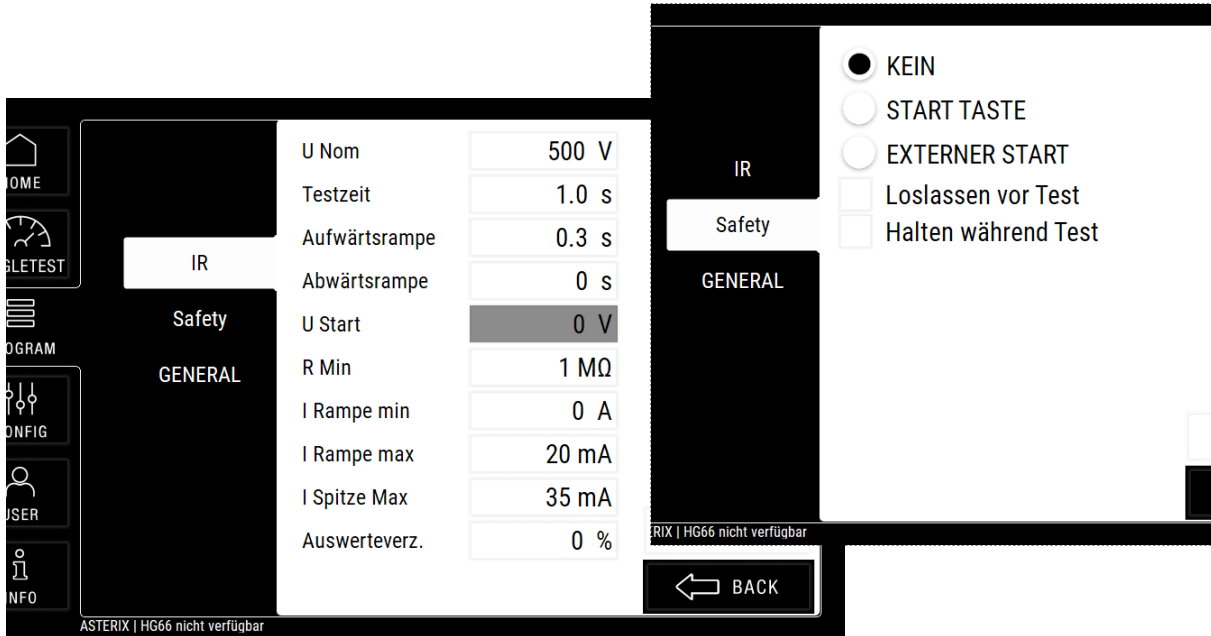 HOME
GLETEST
OGRAM
ONFIG
USER
INFO
IR
Safety
GENERAL
U Nom 500 V
Testzeit 1.0 s
Aufwärtsrampe 0.3 s
Abwärtsrampe 0 s
U Start 0 V
R Min 1 MΩ
I Rampe min 0 A
I Rampe max 20 mA
I Spitze Max 35 mA
Auswerteverz. 0 %
BACK
ASTERIX | HG66 nicht verfügbar
IR
Safety
GENERAL
KEIN
START TASTE
EXTERNER START
Loslassen vor Test
Halten während Test
RIX | HG66 nicht verfügbar